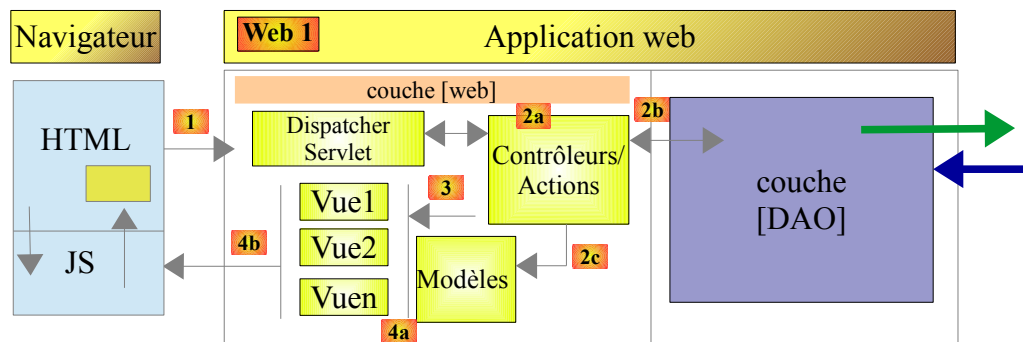 Navigateur
Web 1
Application web
couche [web]
1
HTML
JS
Dispatcher
Servlet
2a
2b
Contrôleurs/
Actions
couche
[DAO]
Vue1
3
Vue2
4b
2c
Modèles
Vuen
4a